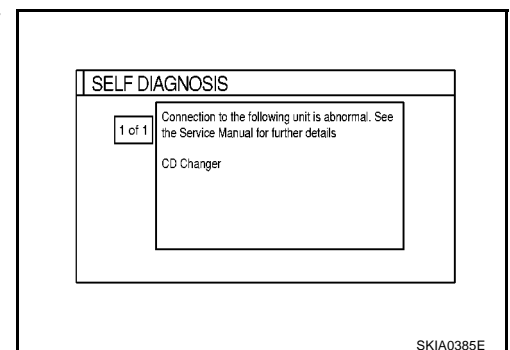 SELF DIAGNOSIS
1 of 1
Connection to the following unit is abnormal. See
the Service Manual for further details
CD Changer
SKIA0385E